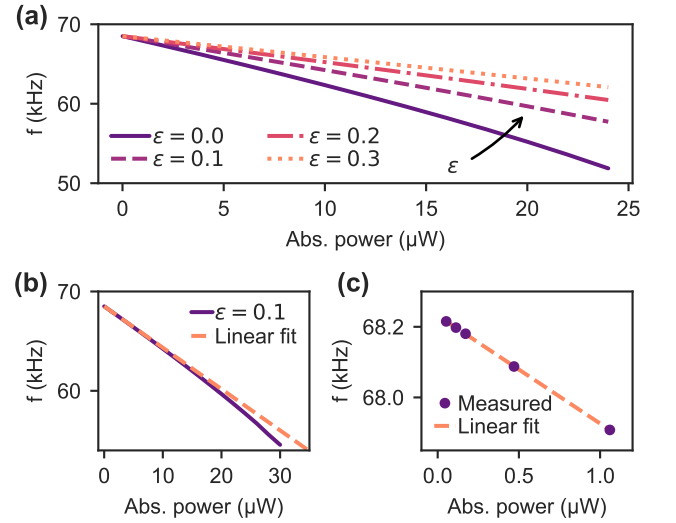 (a)
70
60
50
f (kHz)
ε = 0.0
ε = 0.1
ε = 0.2
ε = 0.3
ε
0 5 10 15 20 25
Abs. power (μW)
(b)
70
60
f (kHz)
ε = 0.1
Linear fit
0 10 20 30
Abs. power (μW)
(c)
68.2
68.0
f (kHz)
Measured
Linear fit
0.0 0.5 1.0
Abs. power (μW)